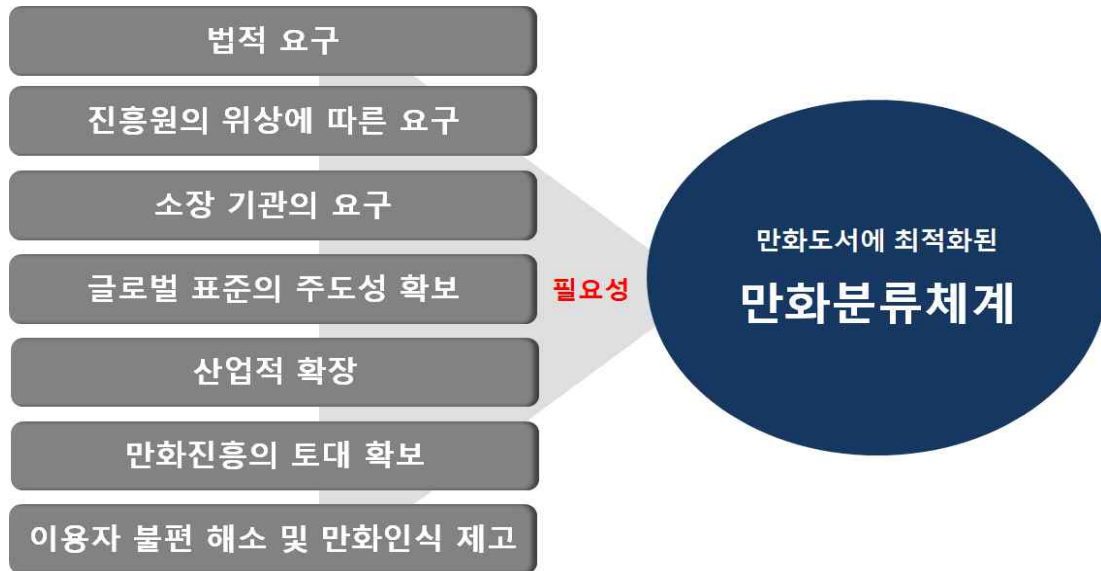 법적 요구
진흥원의 위상에 따른 요구
소장 기관의 요구
글로벌 표준의 주도성 확보
산업적 확장
만화진흥의 토대 확보
이용자 불편 해소 및 만화인식 제고
필요성
만화도서에 최적화된
만화분류체계